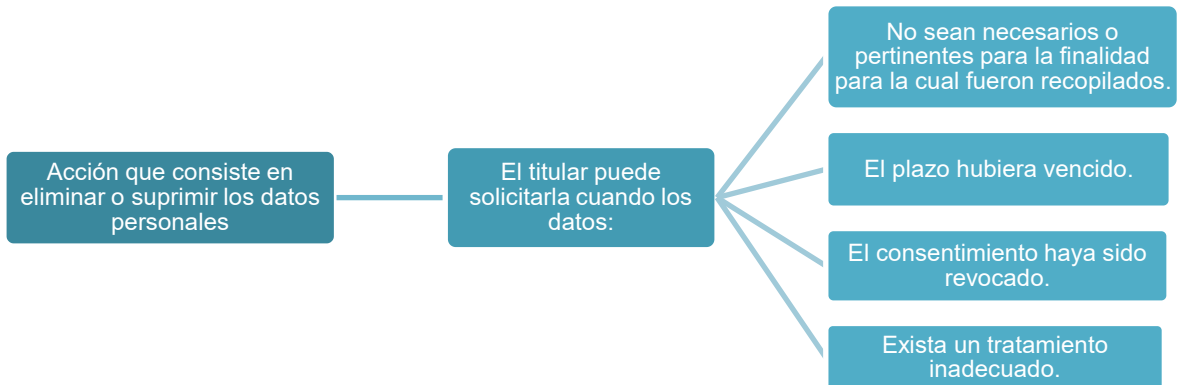 Acción que consiste en
eliminar o suprimir los datos
personales
El titular puede
solicitarla cuando los
datos:
No sean necesarios o
pertinentes para la finalidad
para la cual fueron recopilados.
El plazo hubiera vencido.
El consentimiento haya sido
revocado.
Exista un tratamiento
inadecuado.